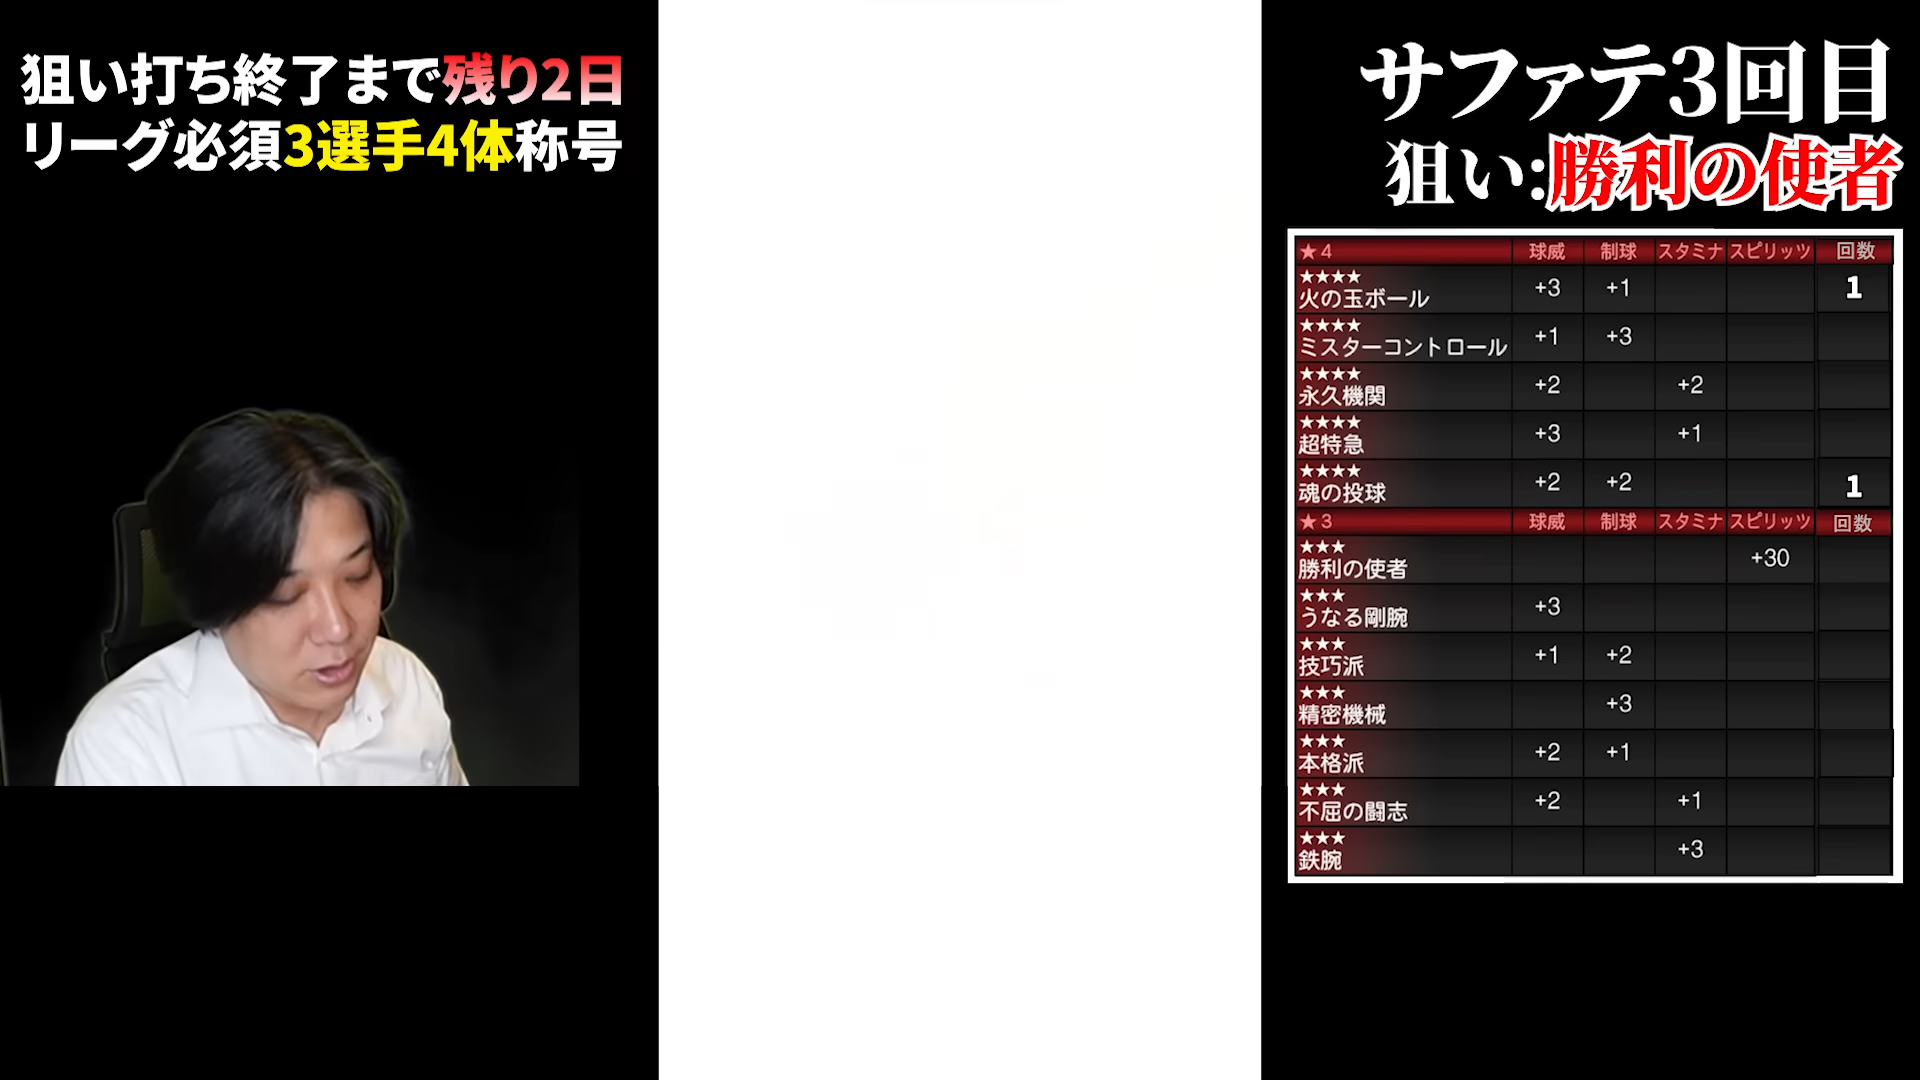 狙い打ち終了まで残り2日
リーグ必須3選手4体称号
サファテ3回目
狙い:勝利の使者
★4 球威 制球 スタミナ スピリッツ 回数
★★★★
火の玉ボール +3 +1 1
★★★★
ミスターコントロール +1 +3
★★★★
永久機関 +2 +2
★★★★
超特急 +3 +1
★★★★
魂の投球 +2 +2 1
★3 球威 制球 スタミナ スピリッツ 回数
★★★
勝利の使者 +30
★★★
うなる剛腕 +3
★★★
技巧派 +1 +2
★★★
精密機械 +3
★★★
本格派 +2 +1
★★★
不屈の闘志 +2 +1
★★★
鉄腕 +3